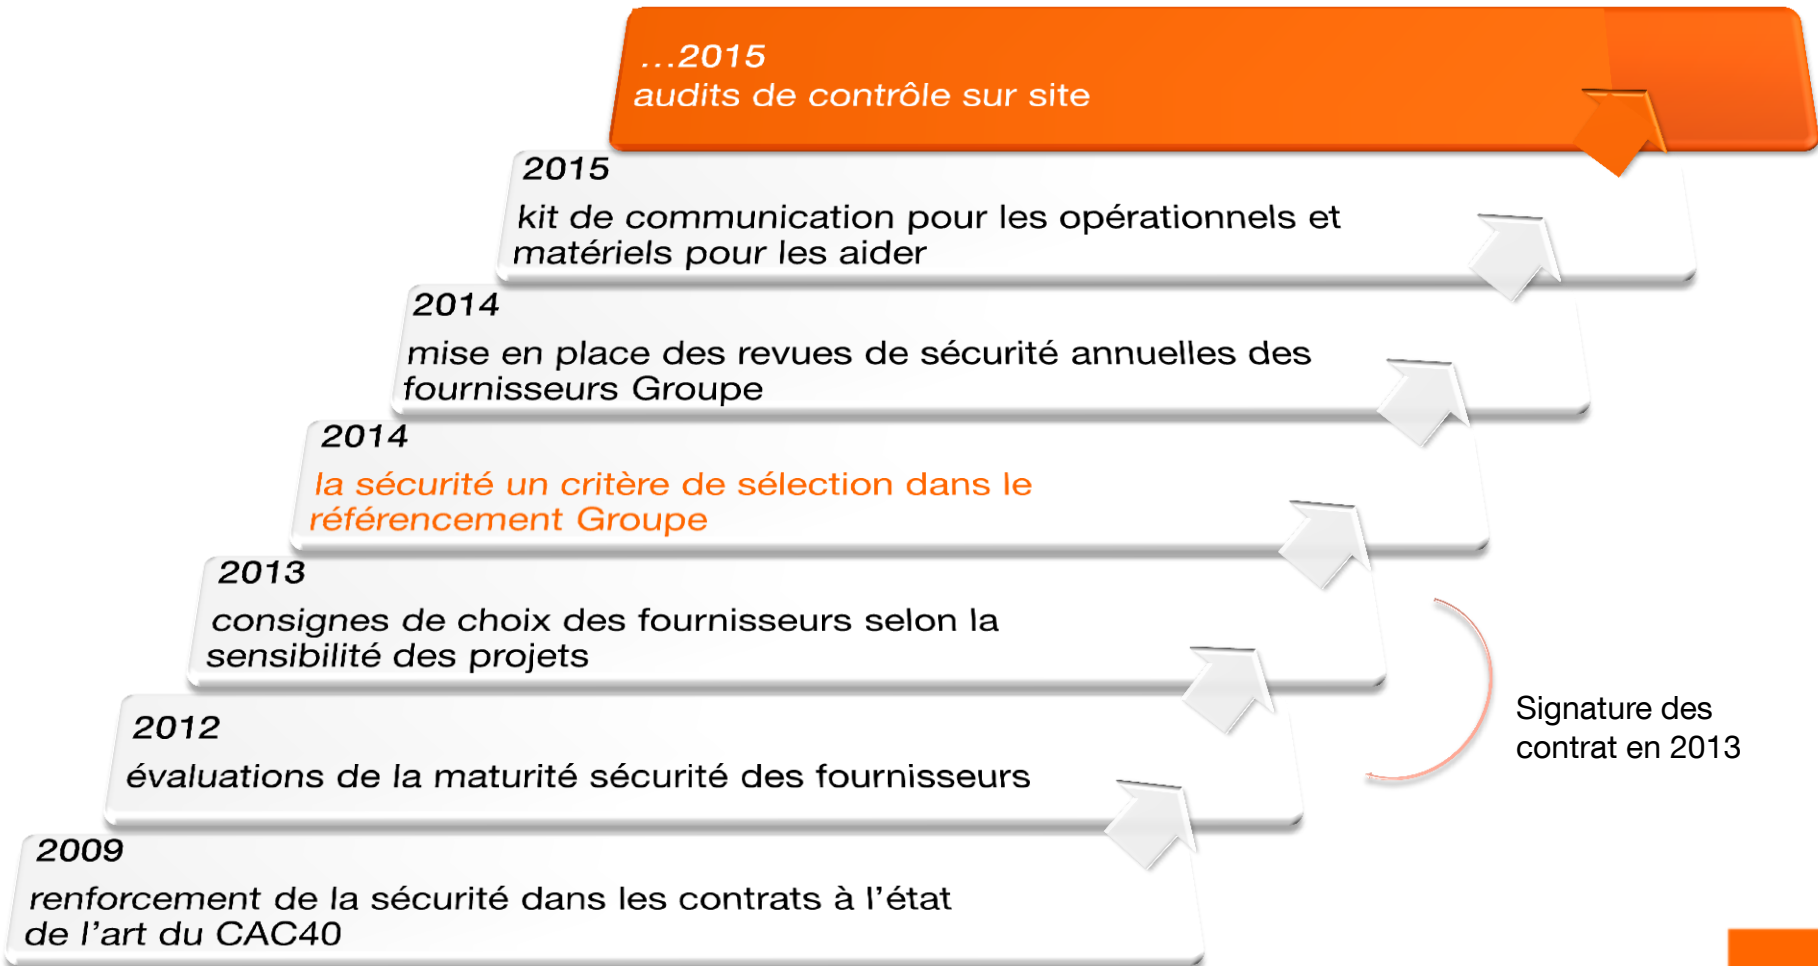 ...2015
audits de contrôle sur site
2015
kit de communication pour les opérationnels et
matériels pour les aider
2014
mise en place des revues de sécurité annuelles des
fournisseurs Groupe
2014
la sécurité un critère de sélection dans le
référencement Groupe
2013
consignes de choix des fournisseurs selon la
sensibilité des projets
Signature des
contrat en 2013
2012
évaluations de la maturité sécurité des fournisseurs
2009
renforcement de la sécurité dans les contrats à l'état
de l'art du CAC40